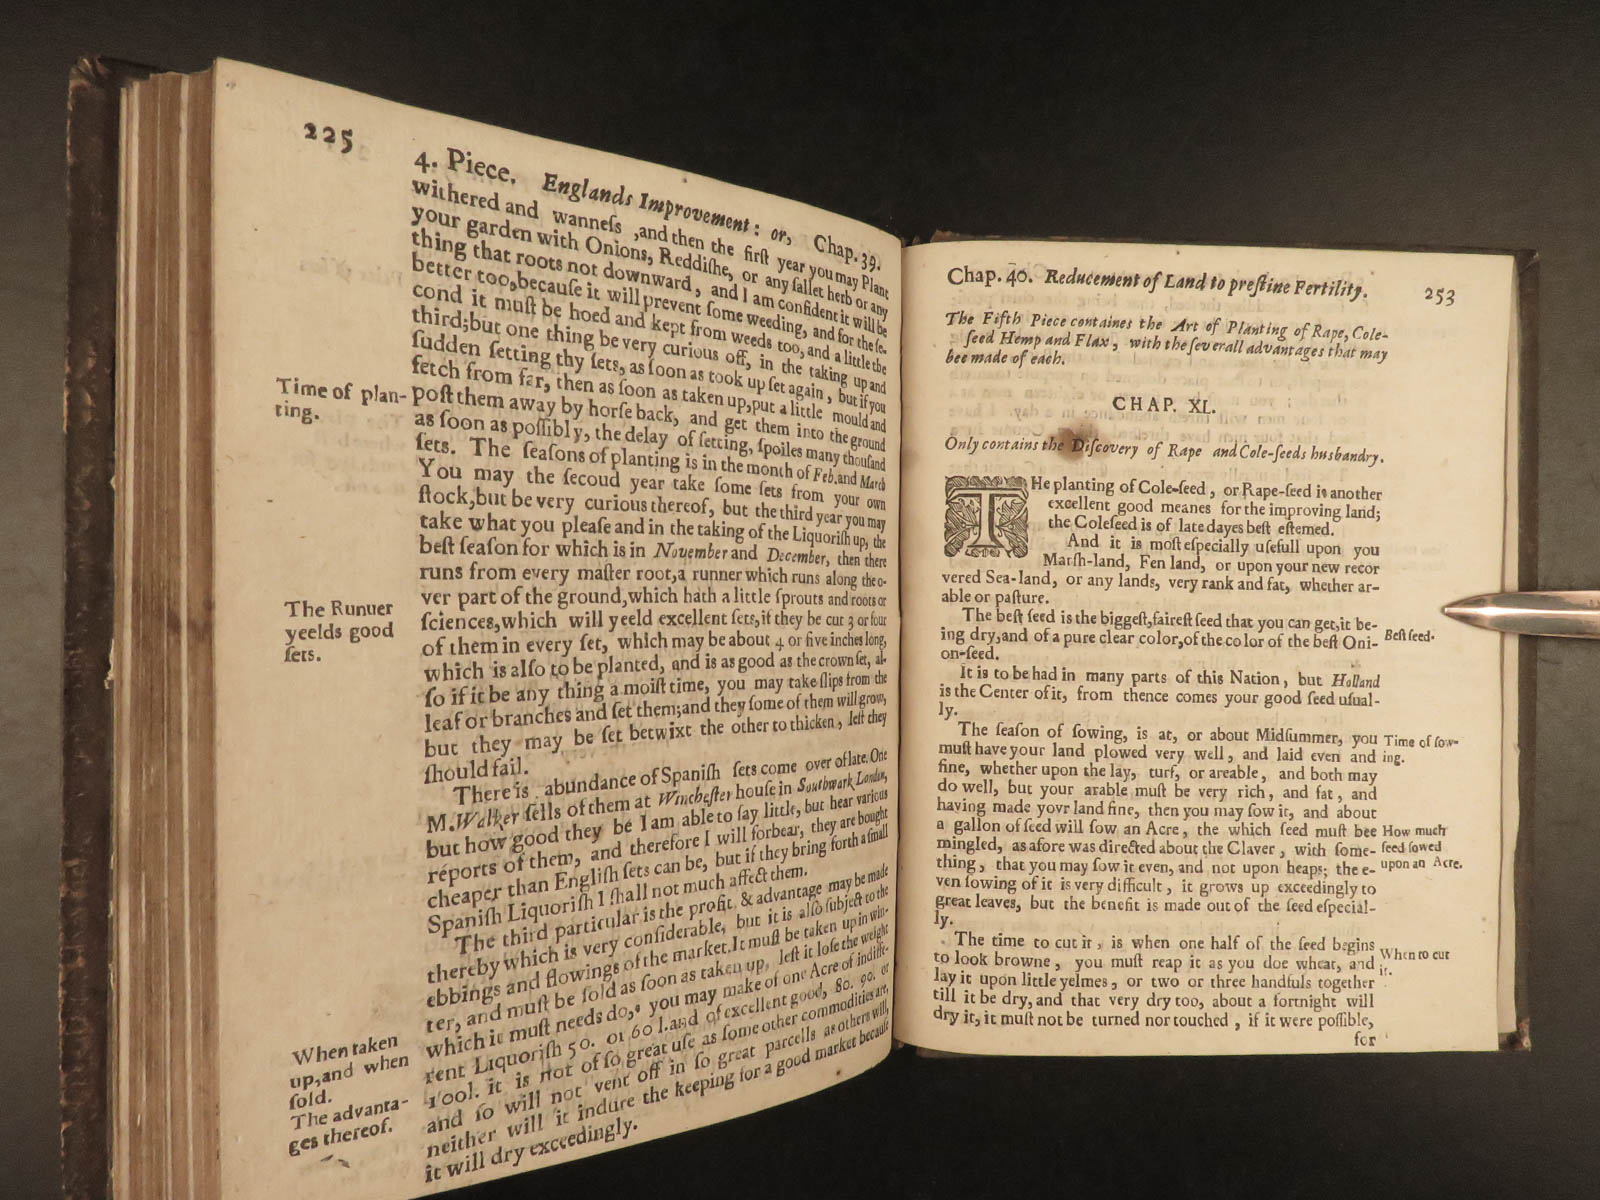 225
4. Piece. Englands Improvement: or, Chap. 39.
withered and wanneſs ,and then the firſt year you may Plant
your garden with Onions, Reddiſhe, or any ſallet herb or any
thing that roots not downward, and I am confident it will be
better too,becauſe it will prevent ſome weeding, and for the ſe-
cond it muſt be hoed and kept from weeds too, and a little the
third;but one thing be very curious off, in the taking up and
ſudden ſetting thy ſets, as ſoon as took up ſet again , but if you
fetch from far, then as ſoon as taken up,put a little mould and
Time of plan-
ting.
poſt them away by horſe back, and get them into the ground
as ſoon as poſſibly, the delay of ſetting, ſpoiles many thouſand
ſets. The ſeaſons of planting is in the month of Feb.and March
You may the ſecoud year take ſome ſets from your own
ſtock,but be very curious thereof, but the third year you may
take what you pleaſe and in the taking of the Liquoriſh up, the
beſt ſeaſon for which is in November and December, then there
runs from every maſter root,a runner which runs along the o-
ver part of the ground,which hath a little ſprouts and roots or
The Runuer
yeelds good
ſets.
ſciences,which will yeeld excellent ſets,if they be cut 3 or four
of them in every ſet, which may be about 4 or five inches long,
which is alſo to be planted, and is as good as the crown ſet, al-
ſo if it be any thing a moiſt time, you may take ſlips from the
leaf or branches and ſet them;and they ſome of them will grow,
but they may be ſet betwixt the other to thicken, leſt they
ſhould fail.
There is abundance of Spaniſh ſets come over of late. One
M. Walker ſells of them at Wincheſter houſe in Southwark London,
but how good they be I am able to ſay little, but hear various
reports of them, and therefore I will forbear, they are bought
cheaper than Engliſh ſets can be, but if they bring forth a ſmall
Spaniſh Liquoriſh I ſhall not much affect them.
The third particular is the profit & advantage may be made
thereby which is very conſiderable, but it is alſo ſubject to the
ebbings and flowings of the market. It muſt be taken up in win-
When taken
up,and when
ſold.
The advanta-
ges thereof.
ter, and muſt be ſold as ſoon as taken up, leſt it loſe the weight
which it muſt needs do, you may make of one Acre of indiffe-
rent Liquoriſh 50. or 60 l. and of excellent good, 80. 90. or
100l. it is not of ſo great uſe as ſome other commodities are,
and ſo will not vent off in ſo great parcells as others will,
neither will it indure the keeping for a good market becauſe
it will dry exceedingly.
Chap. 40. Reducement of Land to preſtine Fertility. 253
The Fifth Piece containes the Art of Planting of Rape, Cole-
ſeed Hemp and Flax , with the ſeverall advantages that may
bee made of each.
CHAP. XL.
Only contains the Diſcovery of Rape and Cole-ſeeds husbandry.
THe planting of Cole-ſeed , or Rape-ſeed is another
excellent good meanes for the improving land;
the Coleſeed is of late dayes beſt eſtemed.
And it is moſt eſpecially uſefull upon you
Marſh-land, Fen land, or upon your new recor
vered Sea-land, or any lands, very rank and fat, whether ar-
able or paſture.
The beſt ſeed is the biggeſt,faireſt ſeed that you can get,it be-
ing dry,and of a pure clear color,of the color of the beſt Oni-
on-ſeed.
Beſt ſeed.
It is to be had in many parts of this Nation, but Holland
is the Center of it, from thence comes your good ſeed uſual-
ly.
The ſeaſon of ſowing, is at, or about Midſummer, you
muſt have your land plowed very well, and laid even and
Time of ſow-
ing.
fine, whether upon the lay, turf, or areable, and both may
do well, but your arable muſt be very rich, and fat, and
having made yovr land fine, then you may ſow it, and about
a gallon of ſeed will ſow an Acre, the which ſeed muſt bee
mingled, as afore was directed about the Claver, with ſome-
thing, that you may ſow it even, and not upon heaps; the e-
How much
ſeed ſowed
upon an Acre.
ven ſowing of it is very difficult, it grows up exceedingly to
great leaves, but the benefit is made out of the ſeed eſpecial-
ly.
The time to cut it, is when one half of the ſeed begins
to look browne , you muſt reap it as you doe wheat, and
When to cut
it.
lay it upon little yelmes, or two or three handfuls together
till it be dry, and that very dry too, about a fortnight will
dry it, it muſt not be turned nor touched , if it were poſſible,
for